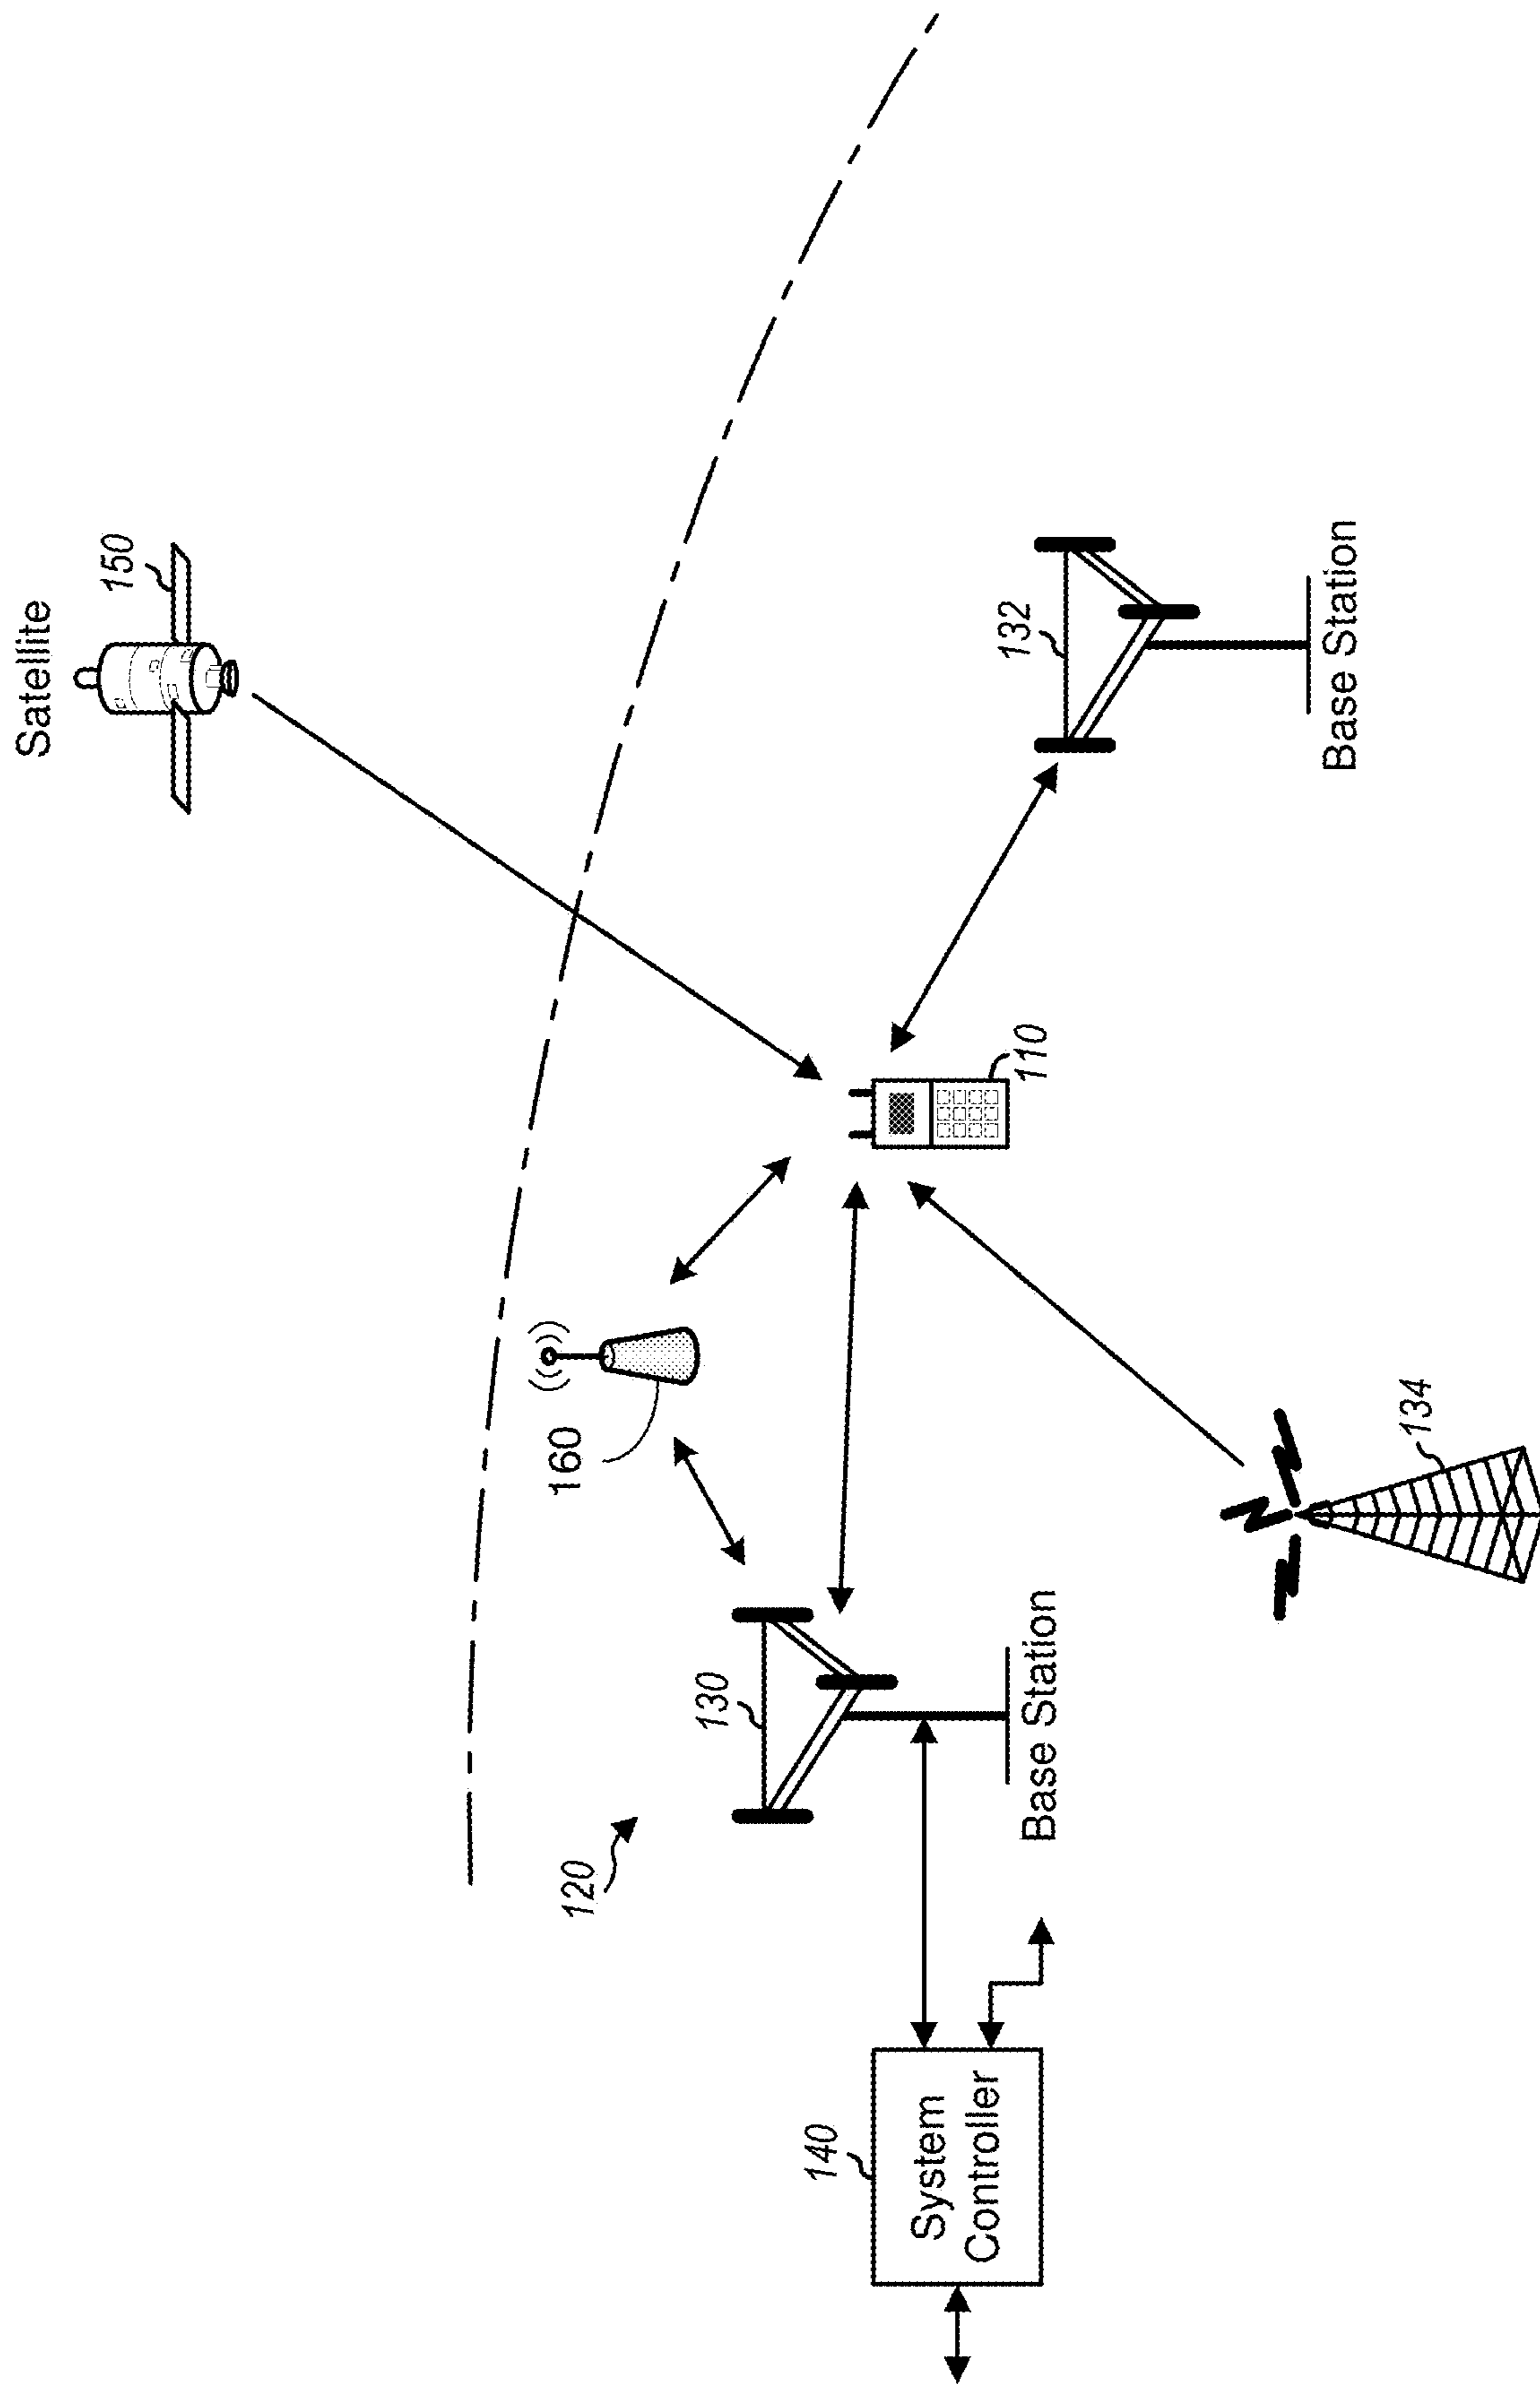 Satellite
150
120
130
160
132
110
140
System
Controller
Base Station
134
Base Station